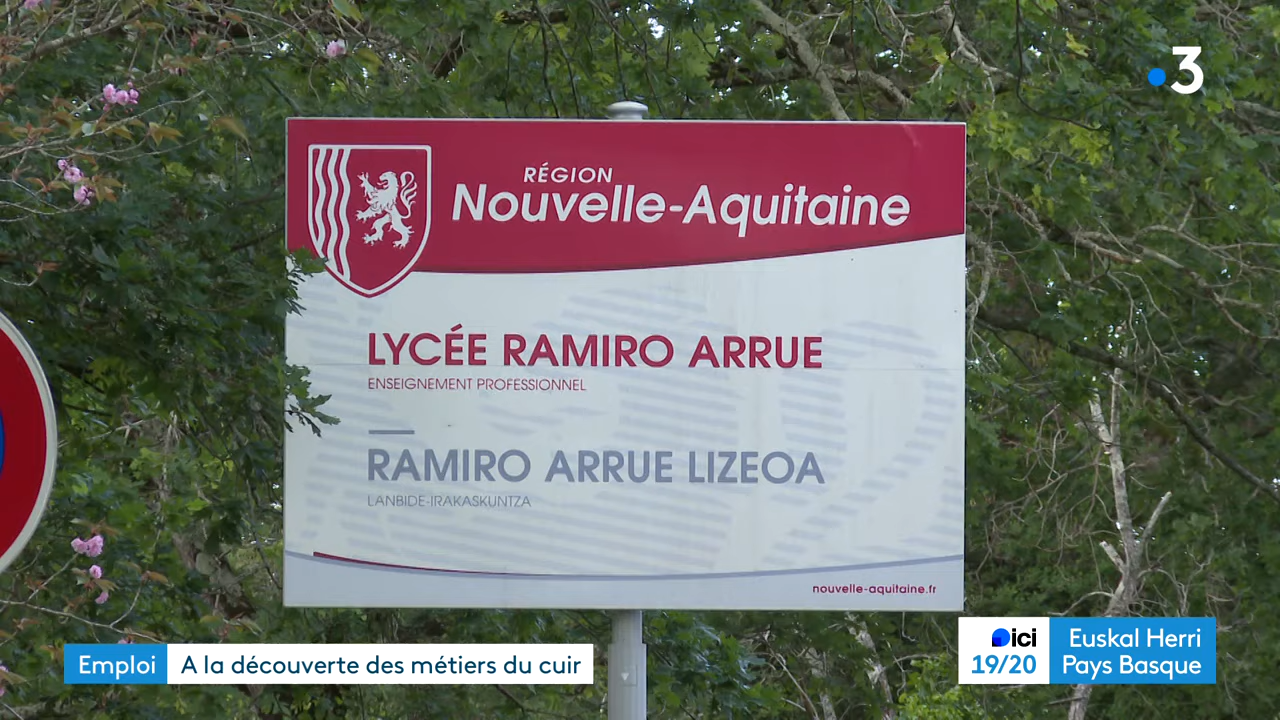 3
RÉGION
Nouvelle-Aquitaine
LYCÉE RAMIRO ARRUE
ENSEIGNEMENT PROFESSIONNEL
RAMIRO ARRUE LIZEOA
LANBIDE-IRAKASKUNTZA
nouvelle-aquitaine.fr
Emploi
A la découverte des métiers du cuir
ici
19/20
Euskal Herri
Pays Basque